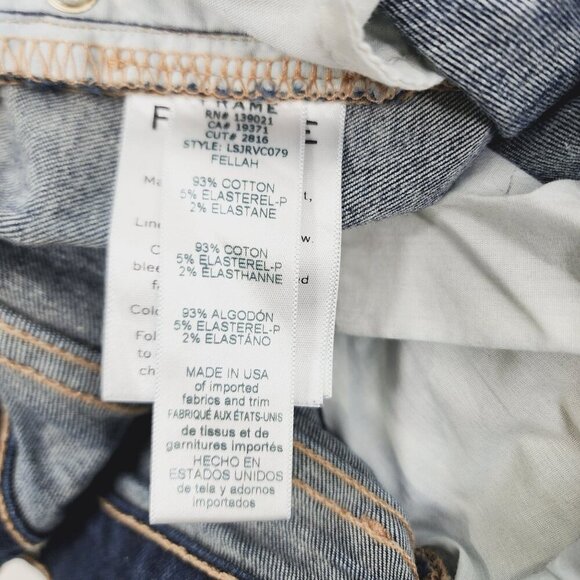 FRAME
RN# 139021
CA# 19371
CUT# 2816
STYLE: LSJRVC079
FELLAH
93% COTTON
5% ELASTEREL-P
2% ELASTANE
93% COTON
5% ELASTEREL-P
2% ÉLASTHANNE
93% ALGODÓN
5% ELASTEREL-P
2% ELASTÁNO
MADE IN USA
of imported
fabrics and trim
FABRIQUÉ AUX ÉTATS-UNIS
de tissus et de
garnitures importés
HECHO EN
ESTADOS UNIDOS
de tela y adornos
importados